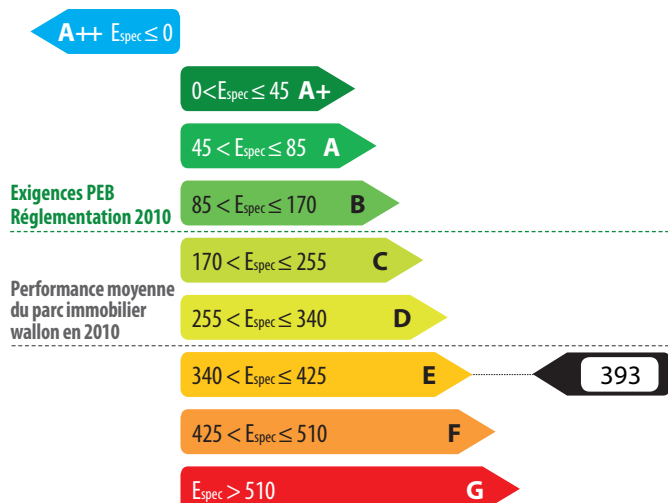 A++ Espec ≤ 0
0<Espec ≤ 45 A+
45 < Espec ≤ 85 A
Exigences PEB
Réglementation 2010
85 < Espec ≤ 170 B
170 < Espec ≤ 255 C
Performance moyenne
du parc immobilier
wallon en 2010
255 < Espec ≤ 340 D
340 < Espec ≤ 425 E
393
425 < Espec ≤ 510 F
Espec > 510 G